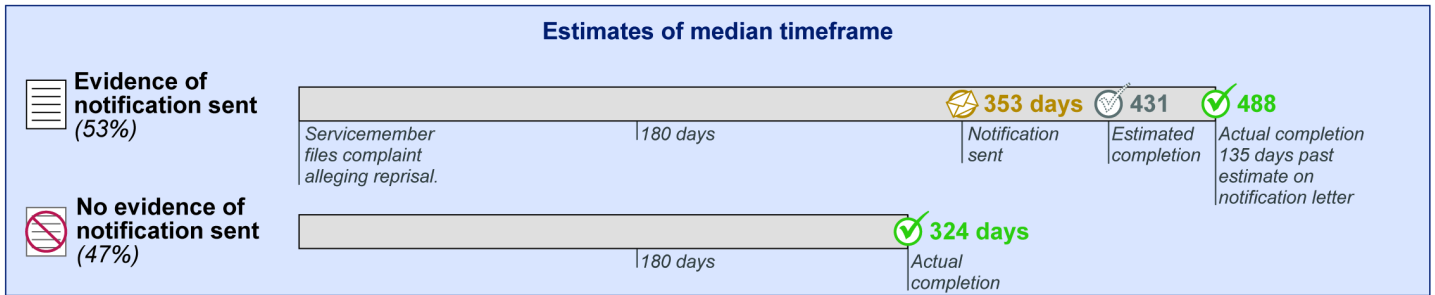 Estimates of median timeframe
Evidence of
notification sent
(53%)
353 days
431
488
Servicemember
files complaint
alleging reprisal.
180 days
Notification
sent
Estimated
completion
Actual completion
135 days past
estimate on
notification letter
No evidence of
notification sent
(47%)
324 days
180 days
Actual
completion